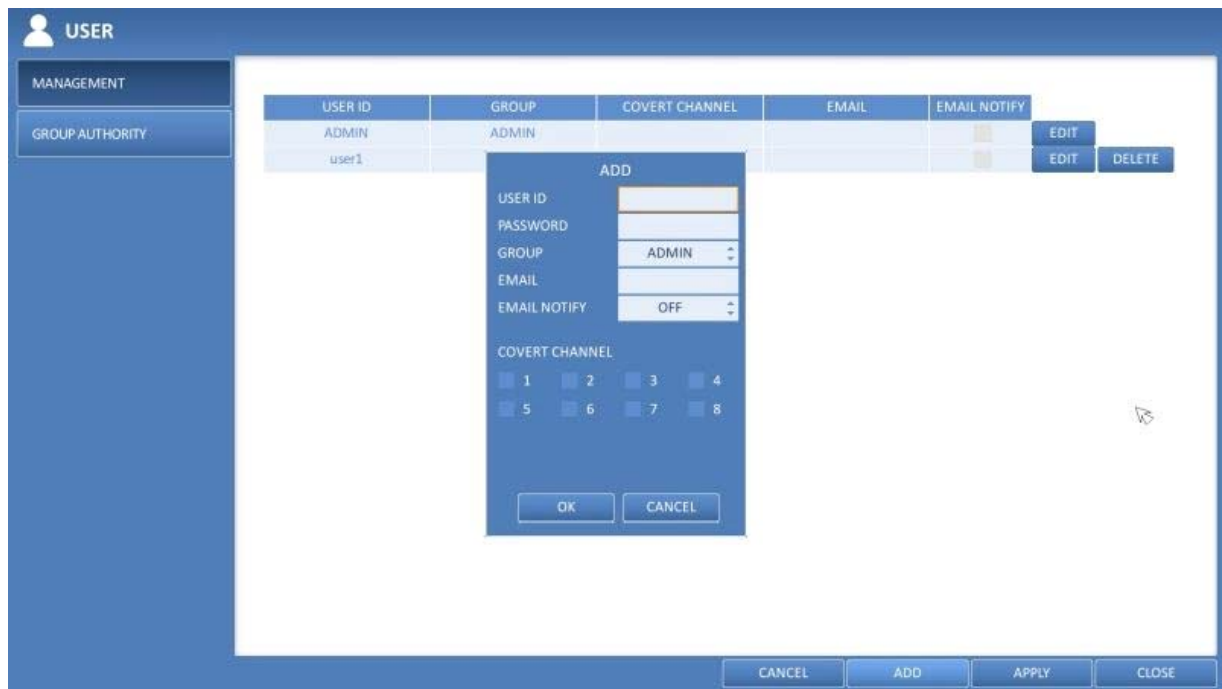 USER
MANAGEMENT
GROUP AUTHORITY
USER ID GROUP COVERT CHANNEL EMAIL EMAIL NOTIFY
ADMIN ADMIN EDIT
user1 EDIT DELETE
ADD
USER ID
PASSWORD
GROUP ADMIN
EMAIL
EMAIL NOTIFY OFF
COVERT CHANNEL
1 2 3 4
5 6 7 8
OK CANCEL
CANCEL ADD APPLY CLOSE